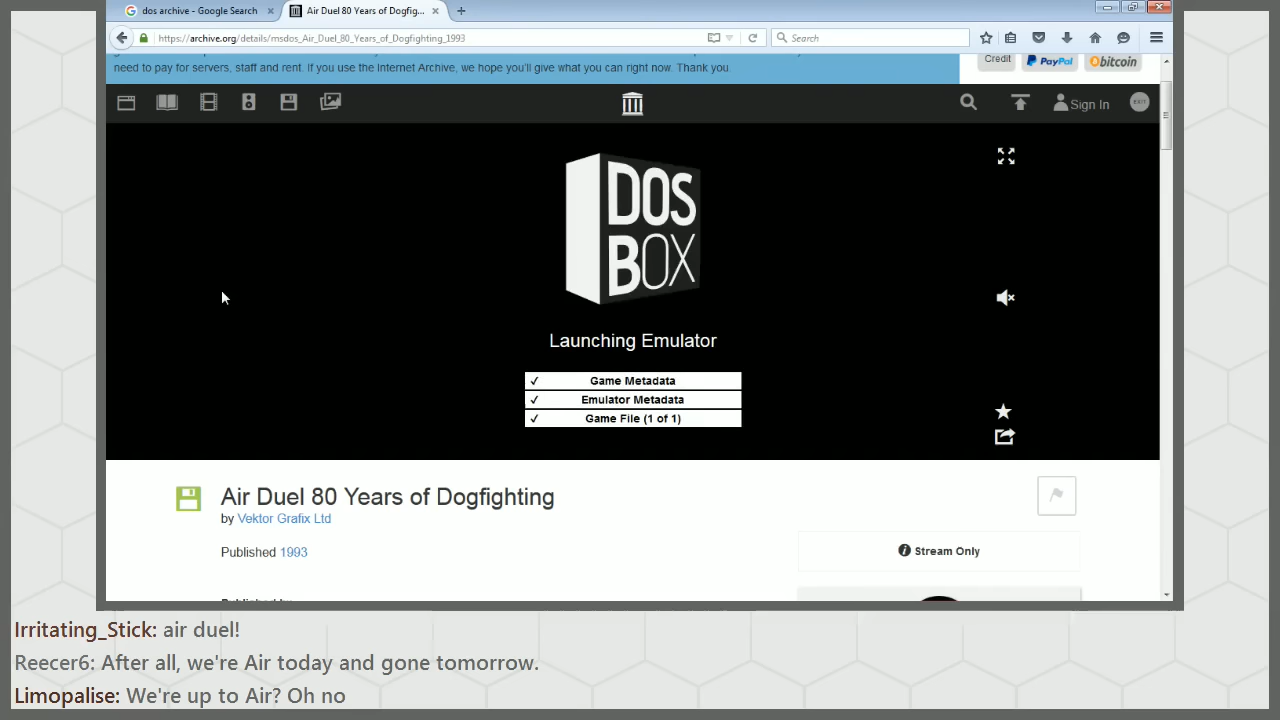 dos archive - Google Search
Air Duel 80 Years of Dogfig...
https://archive.org/details/msdos_Air_Duel_80_Years_of_Dogfighting_1993
Search
need to pay for servers, staff and rent. If you use the Internet Archive, we hope you'll give what you can right now. Thank you.
Credit
PayPal
bitcoin
Sign In
EXIT
DOS
BOX
Launching Emulator
✓ Game Metadata
✓ Emulator Metadata
✓ Game File (1 of 1)
Air Duel 80 Years of Dogfighting
by Vektor Grafix Ltd
Published 1993
Stream Only
Published by
Irritating_Stick: air duel!
Reecer6: After all, we're Air today and gone tomorrow.
Limopalise: We're up to Air? Oh no